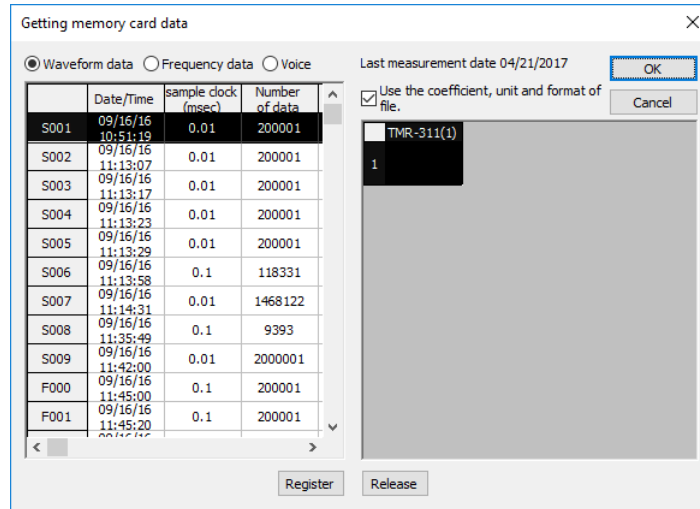 Getting memory card data
Waveform data Frequency data Voice
Last measurement date 04/21/2017
OK
Use the coefficient, unit and format of
file.
Cancel
Date/Time sample clock (msec) Number of data
S001 09/16/16 10:51:19 0.01 200001
S002 09/16/16 11:13:07 0.01 200001
S003 09/16/16 11:13:17 0.01 200001
S004 09/16/16 11:13:23 0.01 200001
S005 09/16/16 11:13:29 0.01 200001
S006 09/16/16 11:13:58 0.1 118331
S007 09/16/16 11:14:31 0.01 1468122
S008 09/16/16 11:35:49 0.1 9393
S009 09/16/16 11:42:00 0.01 2000001
F000 09/16/16 11:45:00 0.1 200001
F001 09/16/16 11:45:20 0.1 200001
TMR-311(1)
1
Register
Release